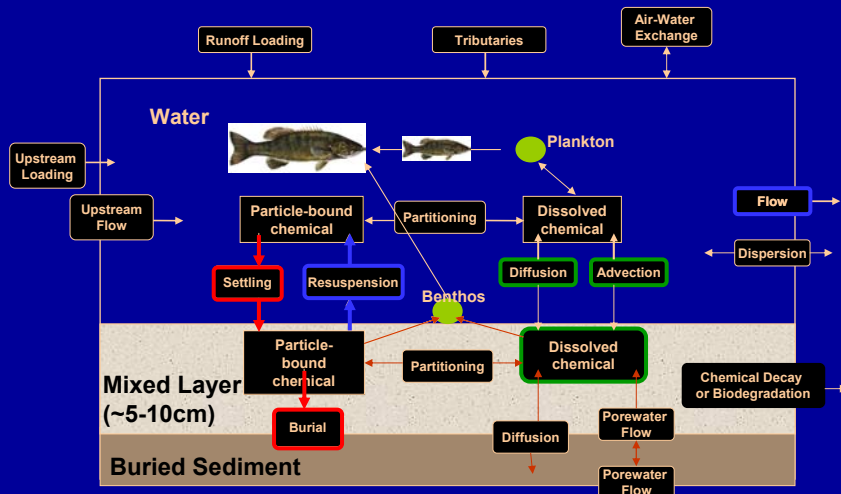 Runoff Loading
Tributaries
Air-Water
Exchange
Water
Plankton
Upstream
Loading
Upstream
Flow
Particle-bound
chemical
Partitioning
Dissolved
chemical
Flow
Dispersion
Settling
Resuspension
Diffusion
Advection
Benthos
Particle-
bound
chemical
Partitioning
Dissolved
chemical
Mixed Layer
(~5-10cm)
Chemical Decay
or Biodegradation
Burial
Diffusion
Porewater
Flow
Buried Sediment
Porewater
Flow